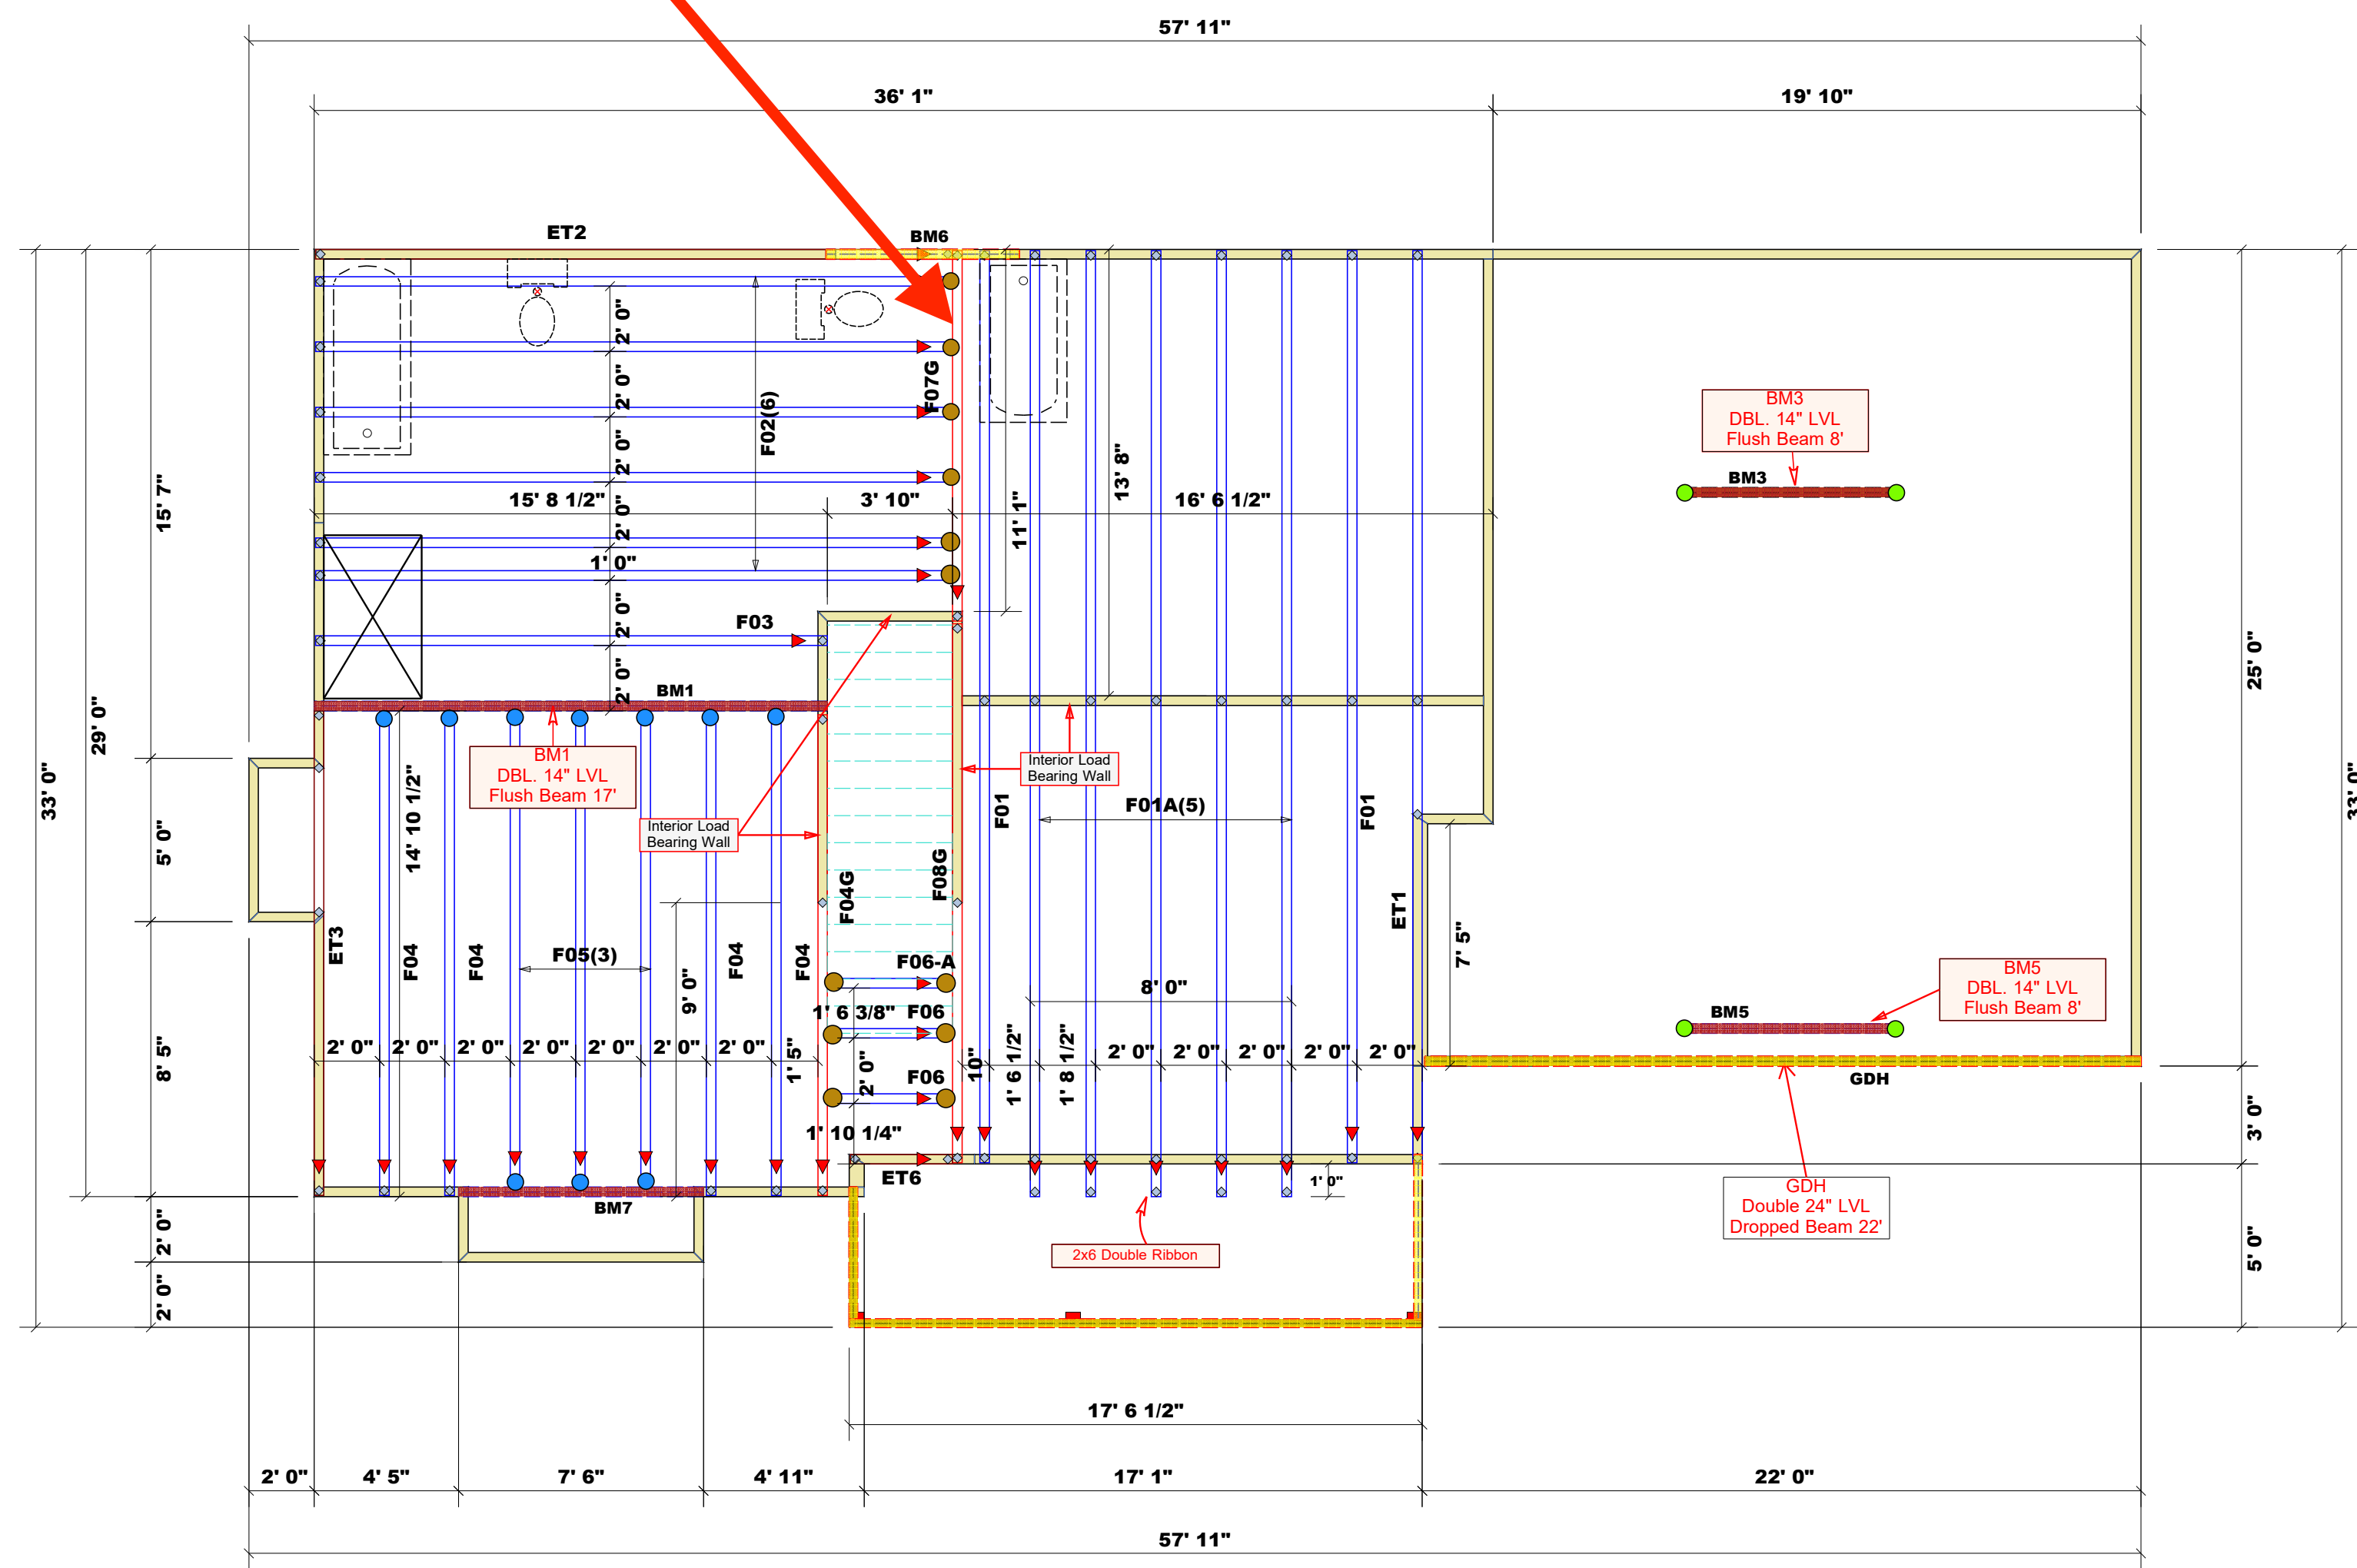 57' 11"
36' 1"
19' 10"
ET2
BM6
2' 0"
2' 0"
2' 0"
2' 0"
1' 0"
2' 0"
2' 0"
F02(6)
F07G
15' 8 1/2"
3' 10"
16' 6 1/2"
11' 1"
13' 8"
F03
BM1
BM1
DBL. 14" LVL
Flush Beam 17'
BM3
DBL. 14" LVL
Flush Beam 8'
BM3
15' 7"
29' 0"
33' 0"
5' 0"
8' 5"
2' 0"
2' 0"
25' 0"
33' 0"
3' 0"
5' 0"
14' 10 1/2"
Interior Load
Bearing Wall
Interior Load
Bearing Wall
F01
F01A(5)
F01
F04G
F08G
ET1
7' 5"
ET3
F04
F04
F05(3)
F04
F04
9' 0"
F06-A
1' 6 3/8"
F06
2' 0"
F06
1' 10 1/4"
8' 0"
2' 0"
2' 0"
2' 0"
2' 0"
2' 0"
2' 0"
2' 0"
1' 5"
10"
1' 6 1/2"
1' 8 1/2"
2' 0"
2' 0"
2' 0"
2' 0"
2' 0"
BM5
DBL. 14" LVL
Flush Beam 8'
BM5
GDH
GDH
Double 24" LVL
Dropped Beam 22'
ET6
1' 0"
BM7
2x6 Double Ribbon
17' 6 1/2"
2' 0"
4' 5"
7' 6"
4' 11"
17' 1"
22' 0"
57' 11"